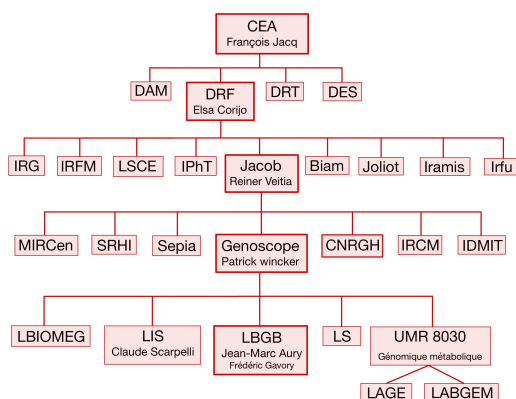 CEA
François Jacq
DAM
DRF
Elsa Corijo
DRT
DES
IRG
IRFM
LSCE
IPhT
Jacob
Reiner Veitia
Biam
Joliot
Iramis
Irfu
MIRCen
SRHI
Sepia
Genoscope
Patrick wincker
CNRGH
IRCM
IDMIT
LBIOMEG
LIS
Claude Scarpelli
LBGB
Jean-Marc Aury
Frédéric Gavory
LS
UMR 8030
Génomique métabolique
LAGE
LABGEM